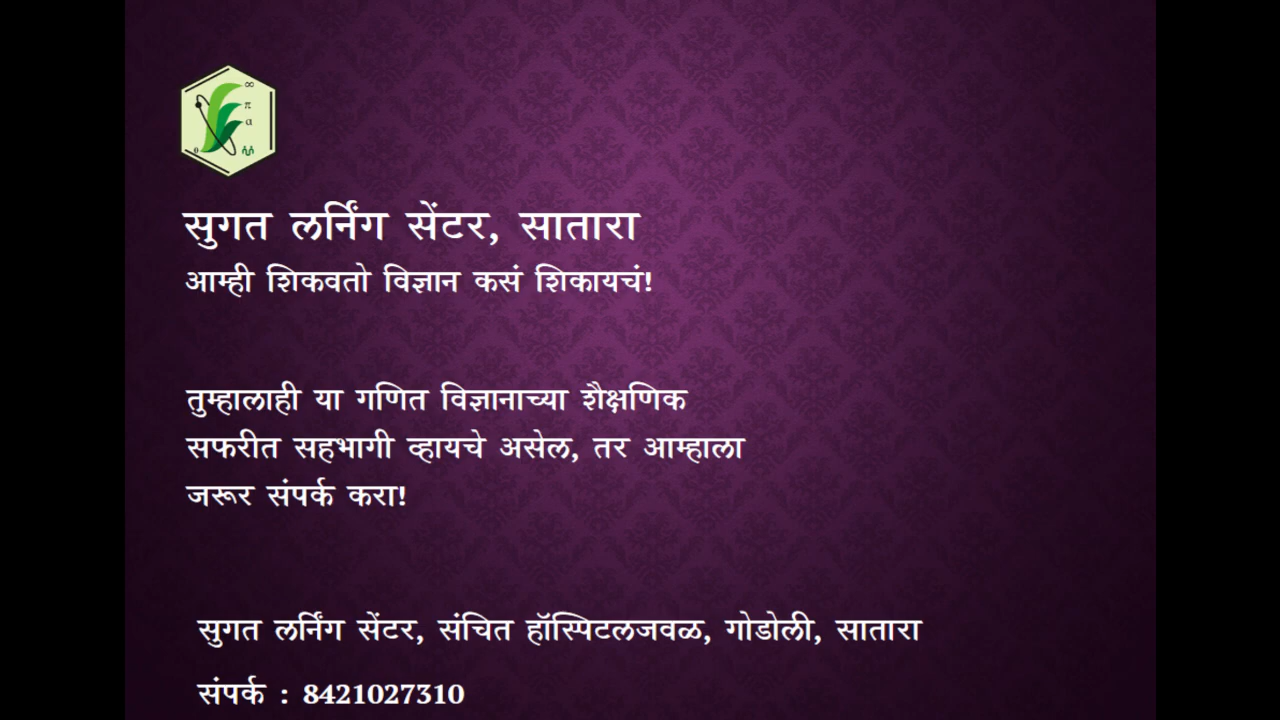 ∞
π
α
θ
सुगत लर्निंग सेंटर, सातारा
आम्ही शिकवतो विज्ञान कसं शिकायचं!
तुम्हालाही या गणित विज्ञानाच्या शैक्षणिक
सफरीत सहभागी व्हायचे असेल, तर आम्हाला
जरूर संपर्क करा!
सुगत लर्निंग सेंटर, संचित हॉस्पिटलजवळ, गोडोली, सातारा
संपर्क : 8421027310